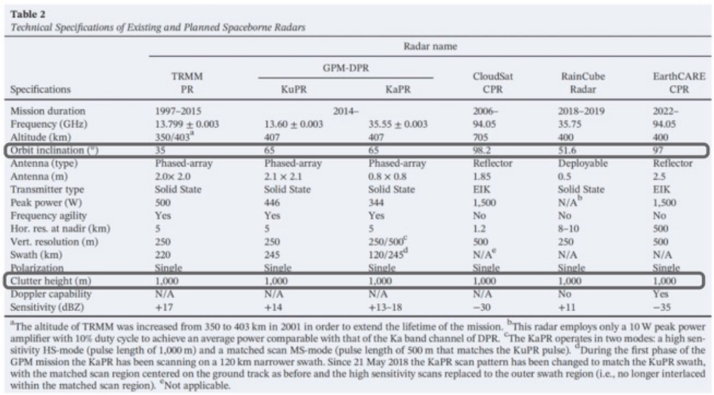 Table 2
Technical Specifications of Existing and Planned Spaceborne Radars
Radar name
GPM-DPR
TRMM CloudSat RainCube EarthCARE
Specifications PR KuPR KaPR CPR Radar CPR
Mission duration 1997–2015 2014– 2006– 2018–2019 2022–
Frequency (GHz) 13.799 ± 0.003 13.60 ± 0.003 35.55 ± 0.003 94.05 35.75 94.05
Altitude (km) 350/403a 407 407 705 400 400
Orbit inclination (°) 35 65 65 98.2 51.6 97
Antenna (type) Phased-array Phased-array Phased-array Reflector Deployable Reflector
Antenna (m) 2.0x 2.0 2.1 × 2.1 0.8 × 0.8 1.85 0.5 2.5
Transmitter type Solid State Solid State Solid State EIK Solid State EIK
Peak power (W) 500 446 344 1,500 N/Ab 1,500
Frequency agility Yes Yes Yes No No No
Hor. res. at nadir (km) 5 5 5 1.2 8–10 500
Vert. resolution (m) 250 250 250/500c 500 250 500
Swath (km) 220 245 120/245d N/Ae N/A N/A
Polarization Single Single Single Single Single Single
Clutter height (m) 1,000 1,000 1,000 1,000 1,000 1,000
Doppler capability N/A N/A N/A N/A No Yes
Sensitivity (dBZ) +17 +14 +13-18 −30 +11 −35
aThe altitude of TRMM was increased from 350 to 403 km in 2001 in order to extend the lifetime of the mission. bThis radar employs only a 10 W peak power
amplifier with 10% duty cycle to achieve an average power comparable with that of the Ka band channel of DPR. cThe KaPR operates in two modes: a high sen-
sitivity HS-mode (pulse length of 1,000 m) and a matched scan MS-mode (pulse length of 500 m that matches the KuPR pulse). dDuring the first phase of the
GPM mission the KaPR has been scanning on a 120 km narrower swath. Since 21 May 2018 the KaPR scan pattern has been changed to match the KuPR swath,
with the matched scan region centered on the ground track as before and the high sensitivity scans replaced to the outer swath region (i.e., no longer interlaced
within the matched scan region). eNot applicable.